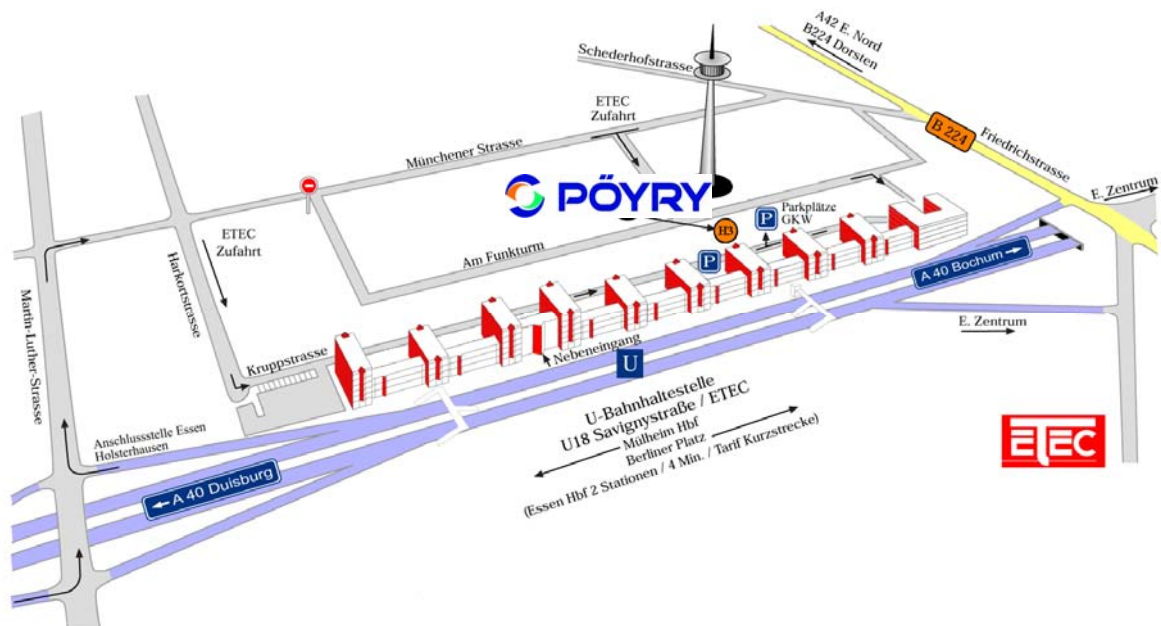 A42 E. Nord
B224 Dorsten
Schederhofstrasse
ETEC
Zufahrt
B 224
Friedrichstrasse
Münchener Strasse
E. Zentrum
PÖYRY
P
Parkplätze
GKW
H3
P
ETEC
Zufahrt
Am Funkturm
A 40 Bochum
Harkortstrasse
Martin-Luther-Strasse
E. Zentrum
Kruppstrasse
Nebeneingang
U
U-Bahnhaltestelle
U18 Savignystraße / ETEC
Mülheim Hbf
Berliner Platz
(Essen Hbf 2 Stationen / 4 Min. / Tarif Kurzstrecke)
Anschlussstelle Essen
Holsterhausen
A 40 Duisburg
ETEC